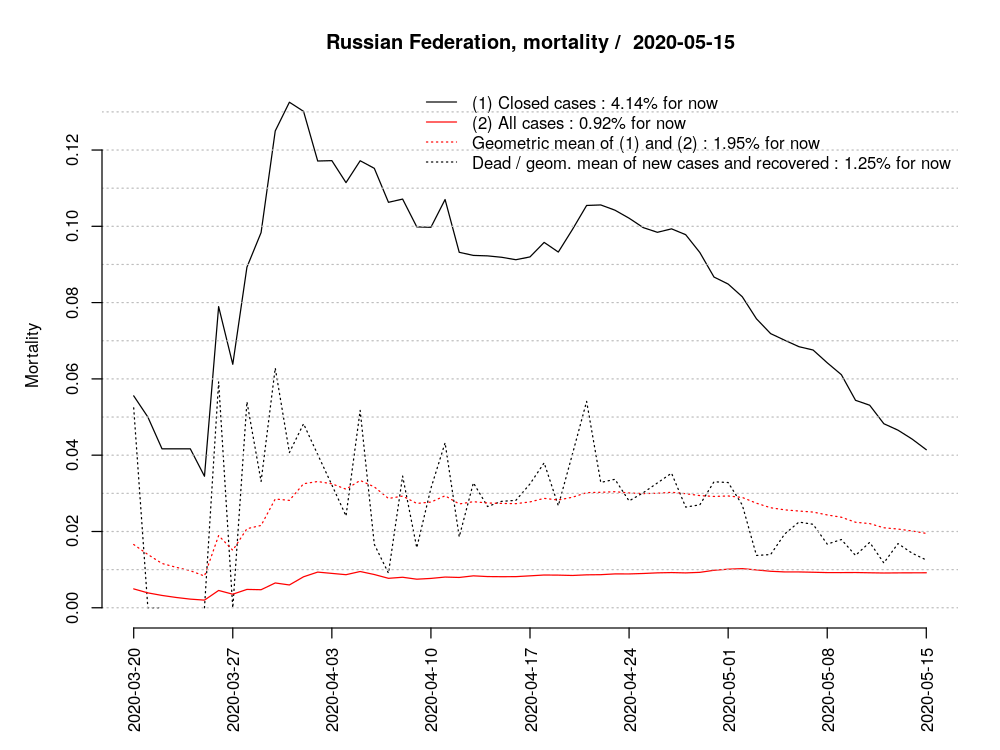 Russian Federation, mortality /  2020-05-15
(1) Closed cases : 4.14% for now
(2) All cases : 0.92% for now
Geometric mean of (1) and (2) : 1.95% for now
Dead / geom. mean of new cases and recovered : 1.25% for now
Mortality
0.12
0.10
0.08
0.06
0.04
0.02
0.00
2020-03-20
2020-03-27
2020-04-03
2020-04-10
2020-04-17
2020-04-24
2020-05-01
2020-05-08
2020-05-15